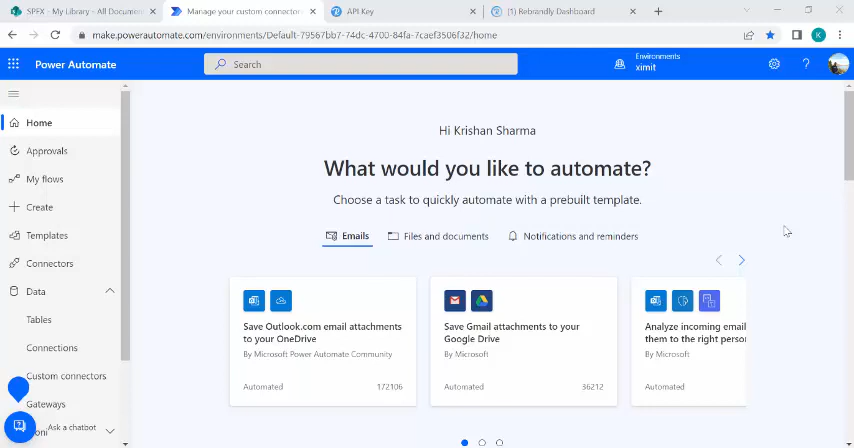 SPFX - My Library - All Document
Manage your custom connector
API Key
(1) Rebrandly Dashboard
make.powerautomate.com/environments/Default-79567bb7-74dc-4700-84fa-7caef3506f32/home
K
Power Automate
Search
Environments
ximit
Home
Approvals
My flows
Create
Templates
Connectors
Data
Tables
Connections
Custom connectors
Gateways
Ask a chatbot
Hi Krishan Sharma
What would you like to automate?
Choose a task to quickly automate with a prebuilt template.
Emails
Files and documents
Notifications and reminders
Save Outlook.com email attachments
to your OneDrive
By Microsoft Power Automate Community
Automated
172106
Save Gmail attachments to your
Google Drive
By Microsoft
Automated
36212
Analyze incoming email
them to the right person
By Microsoft
Automated